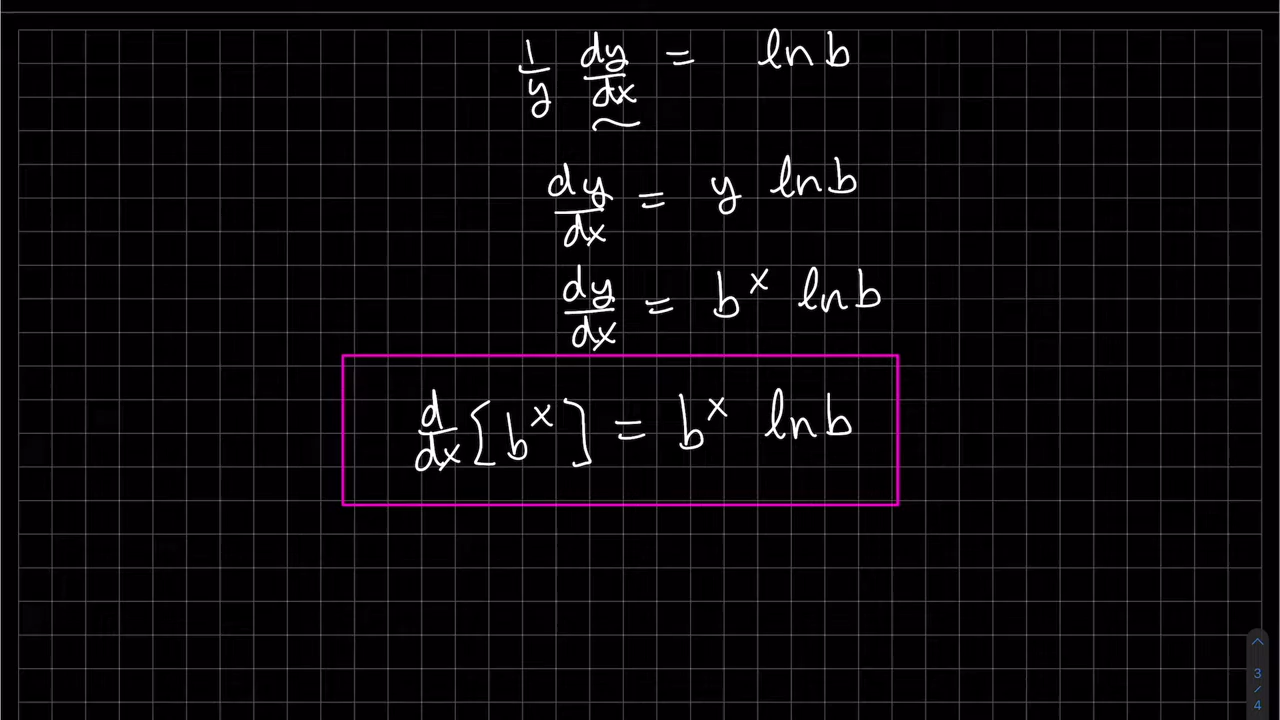 1/y dy/dx = ln b
dy/dx = y ln b
dy/dx = b^x ln b
d/dx [b^x] = b^x ln b
3 / 4